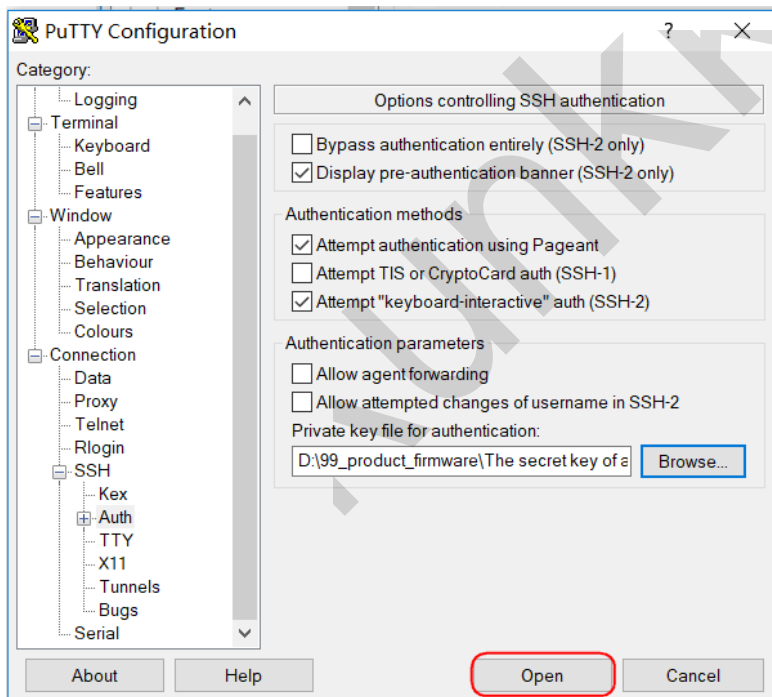 PuTTY Configuration
?
Category:
Logging
Terminal
Keyboard
Bell
Features
Window
Appearance
Behaviour
Translation
Selection
Colours
Connection
Data
Proxy
Telnet
Rlogin
SSH
Kex
Auth
TTY
X11
Tunnels
Bugs
Serial
Options controlling SSH authentication
Bypass authentication entirely (SSH-2 only)
Display pre-authentication banner (SSH-2 only)
Authentication methods
Attempt authentication using Pageant
Attempt TIS or CryptoCard auth (SSH-1)
Attempt "keyboard-interactive" auth (SSH-2)
Authentication parameters
Allow agent forwarding
Allow attempted changes of username in SSH-2
Private key file for authentication:
D:\99_product_firmware\The secret key of a
Browse...
About
Help
Open
Cancel